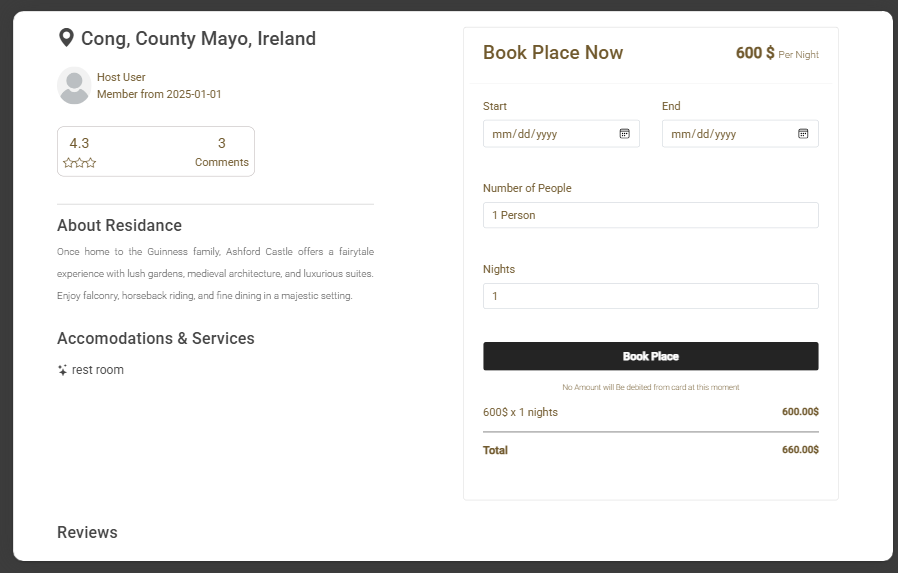 Cong, County Mayo, Ireland
Host User
Member from 2025-01-01
4.3
3
Comments
About Residance
Once home to the Guinness family, Ashford Castle offers a fairytale
experience with lush gardens, medieval architecture, and luxurious suites.
Enjoy falconry, horseback riding, and fine dining in a majestic setting.
Accomodations & Services
rest room
Book Place Now
600 $ Per Night
Start
End
mm/dd/yyyy
mm/dd/yyyy
Number of People
1 Person
Nights
1
Book Place
No Amount will Be debited from card at this moment
600$ x 1 nights
600.00$
Total
660.00$
Reviews